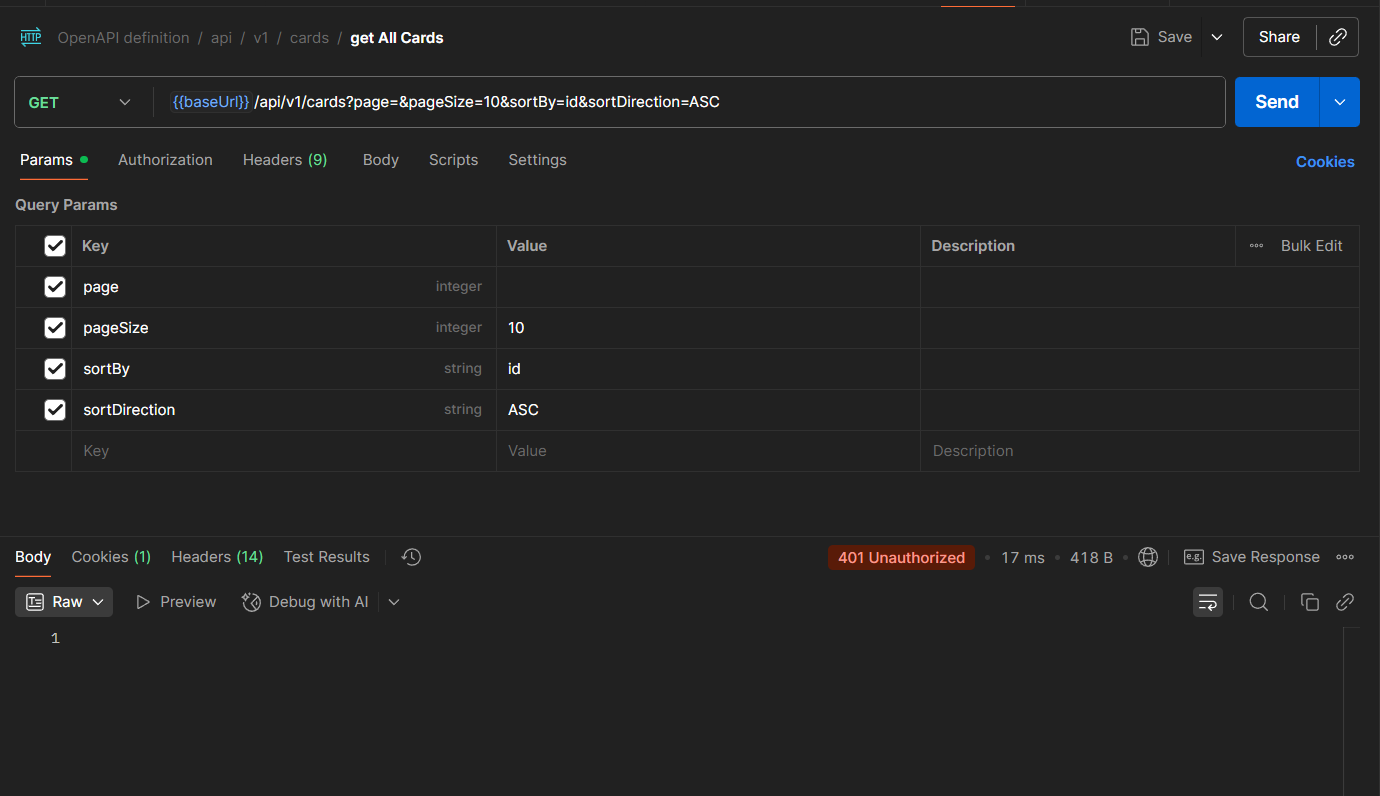 HTTP OpenAPI definition / api / v1 / cards / get All Cards Save Share
GET {{baseUrl}} /api/v1/cards?page=&pageSize=10&sortBy=id&sortDirection=ASC Send
Params Authorization Headers (9) Body Scripts Settings Cookies
Query Params
Key Value Description Bulk Edit
page integer
pageSize integer 10
sortBy string id
sortDirection string ASC
Key Value Description
Body Cookies (1) Headers (14) Test Results 401 Unauthorized 17 ms 418 B e.g. Save Response
Raw Preview Debug with AI
1